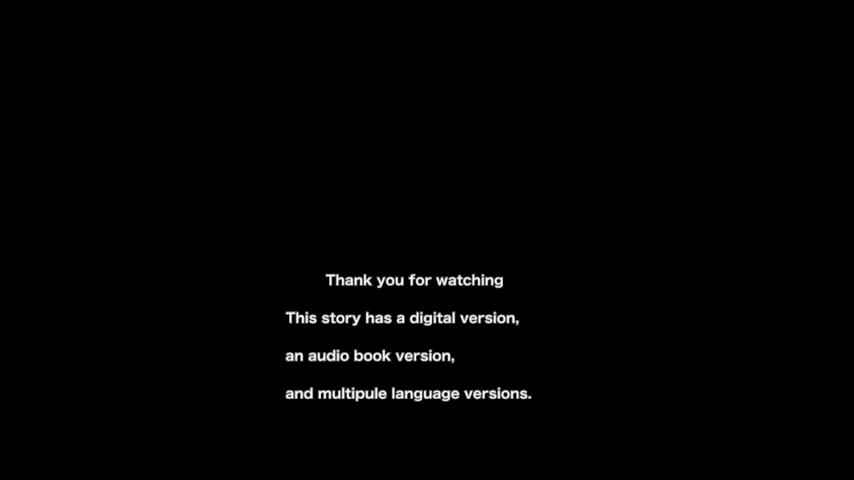 Thank you for watching
This story has a digital version,
an audio book version,
and multipule language versions.